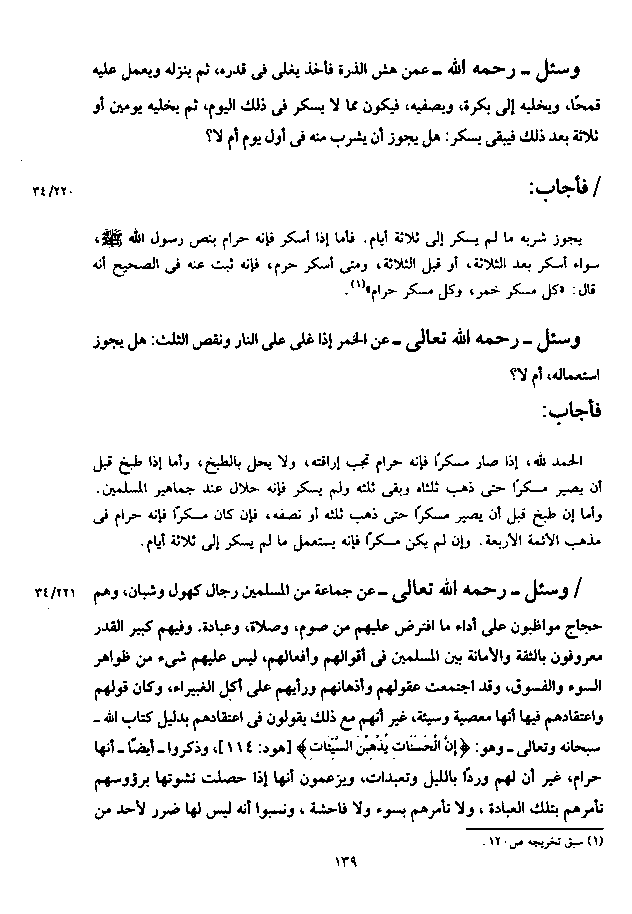 وسئل ـ رحمه الله ـ عمن هش الذرة فأخذ يغلى فى قدره، ثم ينزله ويعمل عليه
قمحًا، ويخليه إلى بكرة، ويصفيه، فيكون مما لا يسكر فى ذلك اليوم، ثم يخليه يومين أو
ثلاثة بعد ذلك فيبقى يسكر: هل يجوز أن يشرب منه فى أول يوم أم لا؟
/ فأجاب: ٣٤/٢٢٠
يجوز شربه ما لم يسكر إلى ثلاثة أيام. فأما إذا أسكر فإنه حرام بنص رسول الله ﷺ،
سواء أسكر بعد الثلاثة، أو قبل الثلاثة، ومتى أسكر حرم، فإنه ثبت عنه فى الصحيح أنه
قال: «كل مسكر خمر، وكل مسكر حرام»(١).
وسئل ـ رحمه الله تعالى ـ عن الخمر إذا غلى على النار ونقص الثلث: هل يجوز
استعماله، أم لا؟
فأجاب:
الحمد لله، إذا صار مسكرًا فإنه حرام تجب إراقته، ولا يحل بالطبخ، وأما إذا طبخ قبل
أن يصير مسكرًا حتى ذهب ثلثاه وبقى ثلثه ولم يسكر فإنه حلال عند جماهير المسلمين.
وأما إن طبخ قبل أن يصير مسكرًا حتى ذهب ثلثه أو نصفه، فإن كان مسكرًا فإنه حرام فى
مذهب الأئمة الأربعة. وإن لم يكن مسكرًا فإنه يستعمل ما لم يسكر إلى ثلاثة أيام.
/ وسئل ـ رحمه الله تعالى ـ عن جماعة من المسلمين رجال كهول وشبان، وهم ٣٤/٢٢١
حجاج مواظبون على أداء ما افترض عليهم من صوم، وصلاة، وعبادة. وفيهم كبير القدر
معروفون بالثقة والأمانة بين المسلمين فى أقوالهم وأفعالهم، ليس عليهم شىء من ظواهر
السوء والفسوق، وقد اجتمعت عقولهم وأذهانهم ورأيهم على أكل الغبيراء، وكان قولهم
واعتقادهم فيها أنها معصية وسيئة، غير أنهم مع ذلك يقولون فى اعتقادهم بدليل كتاب الله ـ
سبحانه وتعالى ـ وهو: ﴿إِنَّ الْحَسَنَاتِ يُذْهِبْنَ السَّيِّئَاتِ﴾ [هود: ١١٤]، وذكروا ـ أيضًا ـ أنها
حرام، غير أن لهم وردًا بالليل وتعبدات، ويزعمون أنها إذا حصلت نشوتها برؤوسهم
تأمرهم بتلك العبادة ، ولا تأمرهم بسوء ولا فاحشة ، ونسبوا أنه ليس لها ضرر لأحد من
(١) سبق تخريجه ص ١٢٠ .
١٣٩